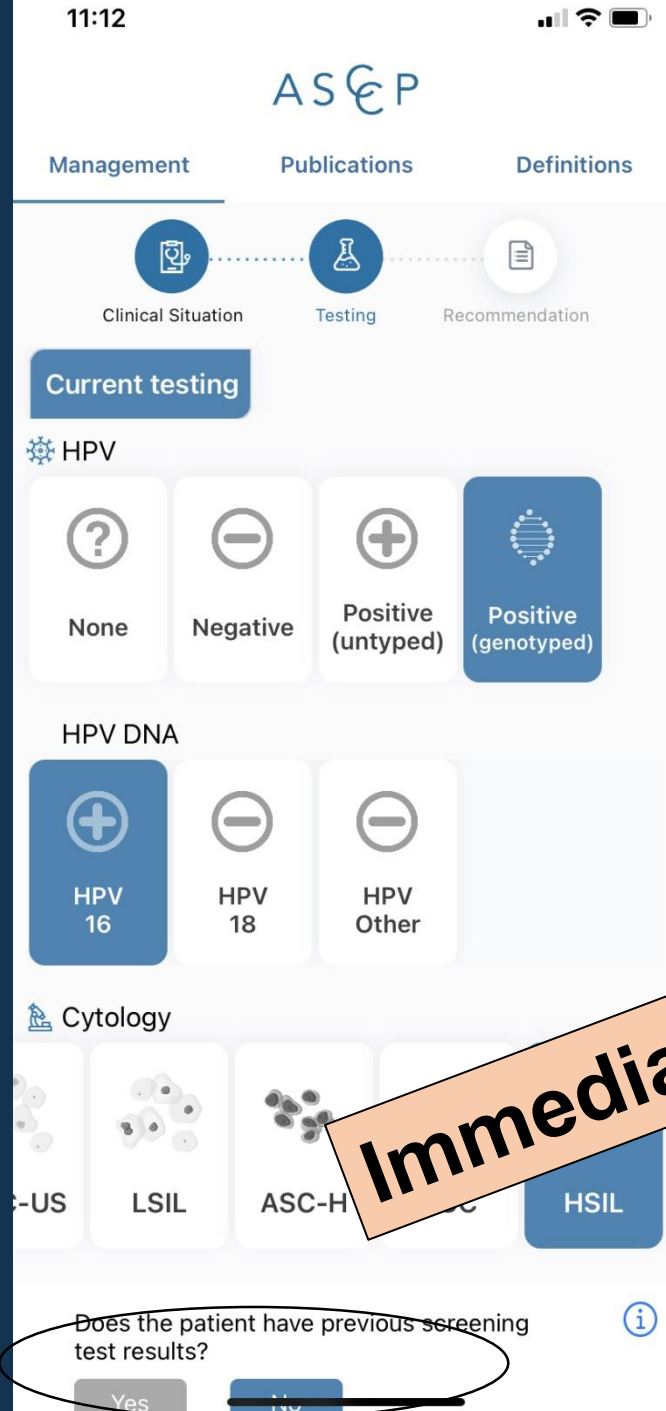 11:12
ASCCP
Management Publications Definitions
Clinical Situation Testing Recommendation
Current testing
HPV
None Negative Positive (untyped) Positive (genotyped)
HPV DNA
HPV 16 HPV 18 HPV Other
Cytology
LSIL ASC-H HSIL
-US
Does the patient have previous screening
test results?
Yes No